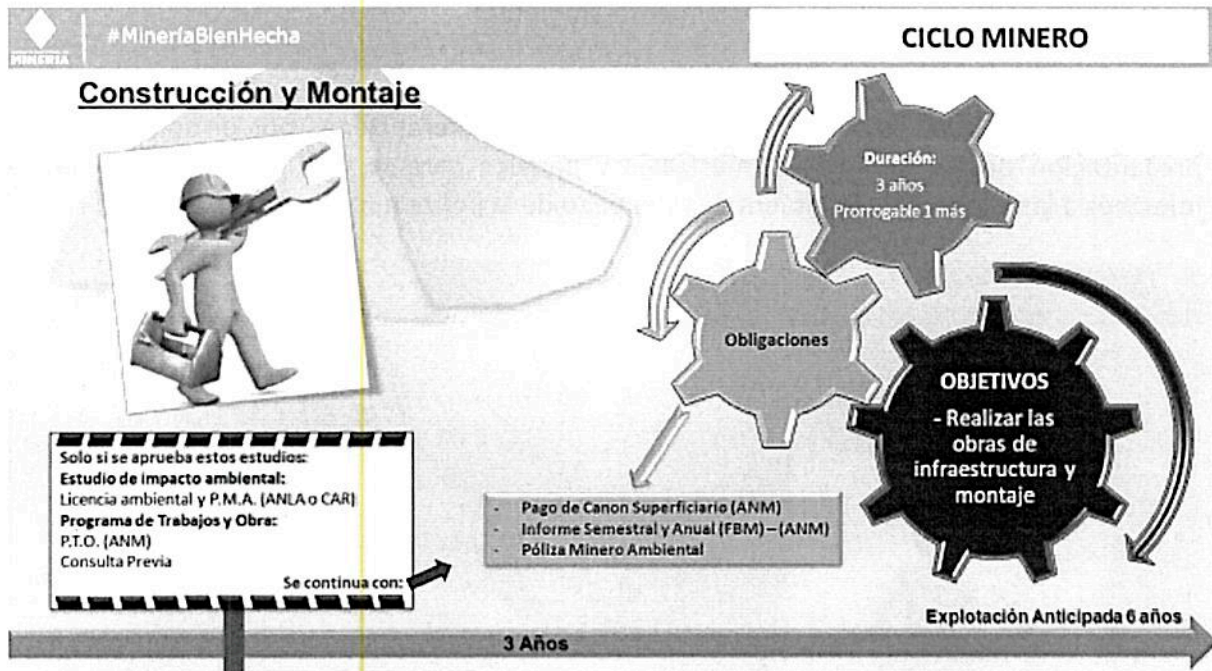 MINERÍA
#MineríaBienHecha
CICLO MINERO
Construcción y Montaje
Duración:
3 años
Prorrogable 1 más
Obligaciones
OBJETIVOS
- Realizar las
obras de
infraestructura y
montaje
Solo si se aprueba estos estudios:
Estudio de impacto ambiental:
Licencia ambiental y P.M.A. (ANLA o CAR)
Programa de Trabajos y Obra:
P.T.O. (ANM)
Consulta Previa
Se continua con:
- Pago de Canon Superficiario (ANM)
- Informe Semestral y Anual (FBM) – (ANM)
- Póliza Minero Ambiental
Explotación Anticipada 6 años
3 Años